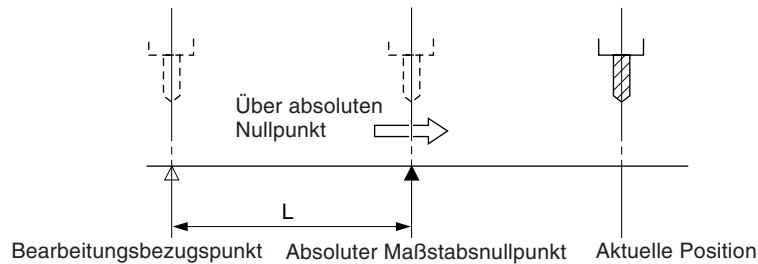 Über absoluten
Nullpunkt
L
Bearbeitungsbezugspunkt Absoluter Maßstabsnullpunkt Aktuelle Position